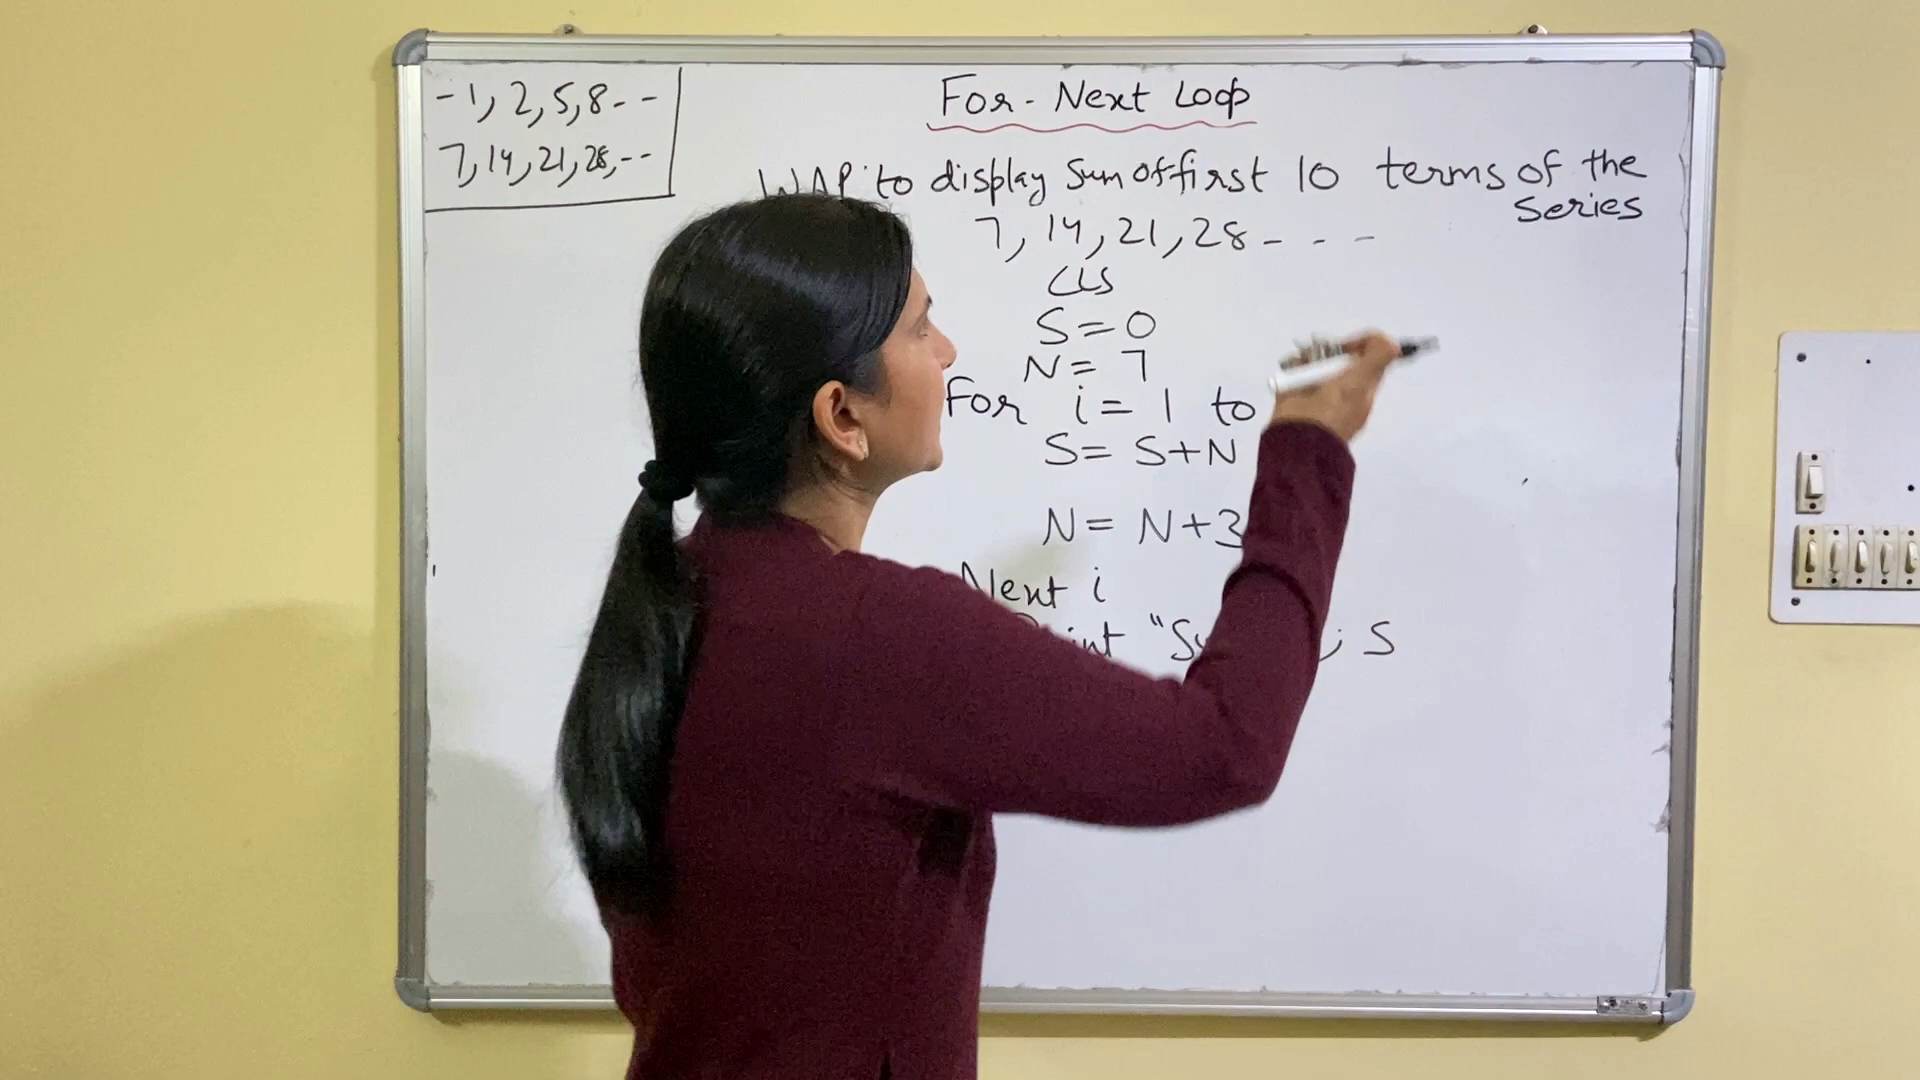 -1, 2, 5, 8--
7, 14, 21, 28,--
For-Next Loop
WAP to display Sum of first 10 terms of the
series
7, 14, 21, 28---
CLS
S=0
N=7
For i=1 to
S=S+N
N=N+3
Next i
; S